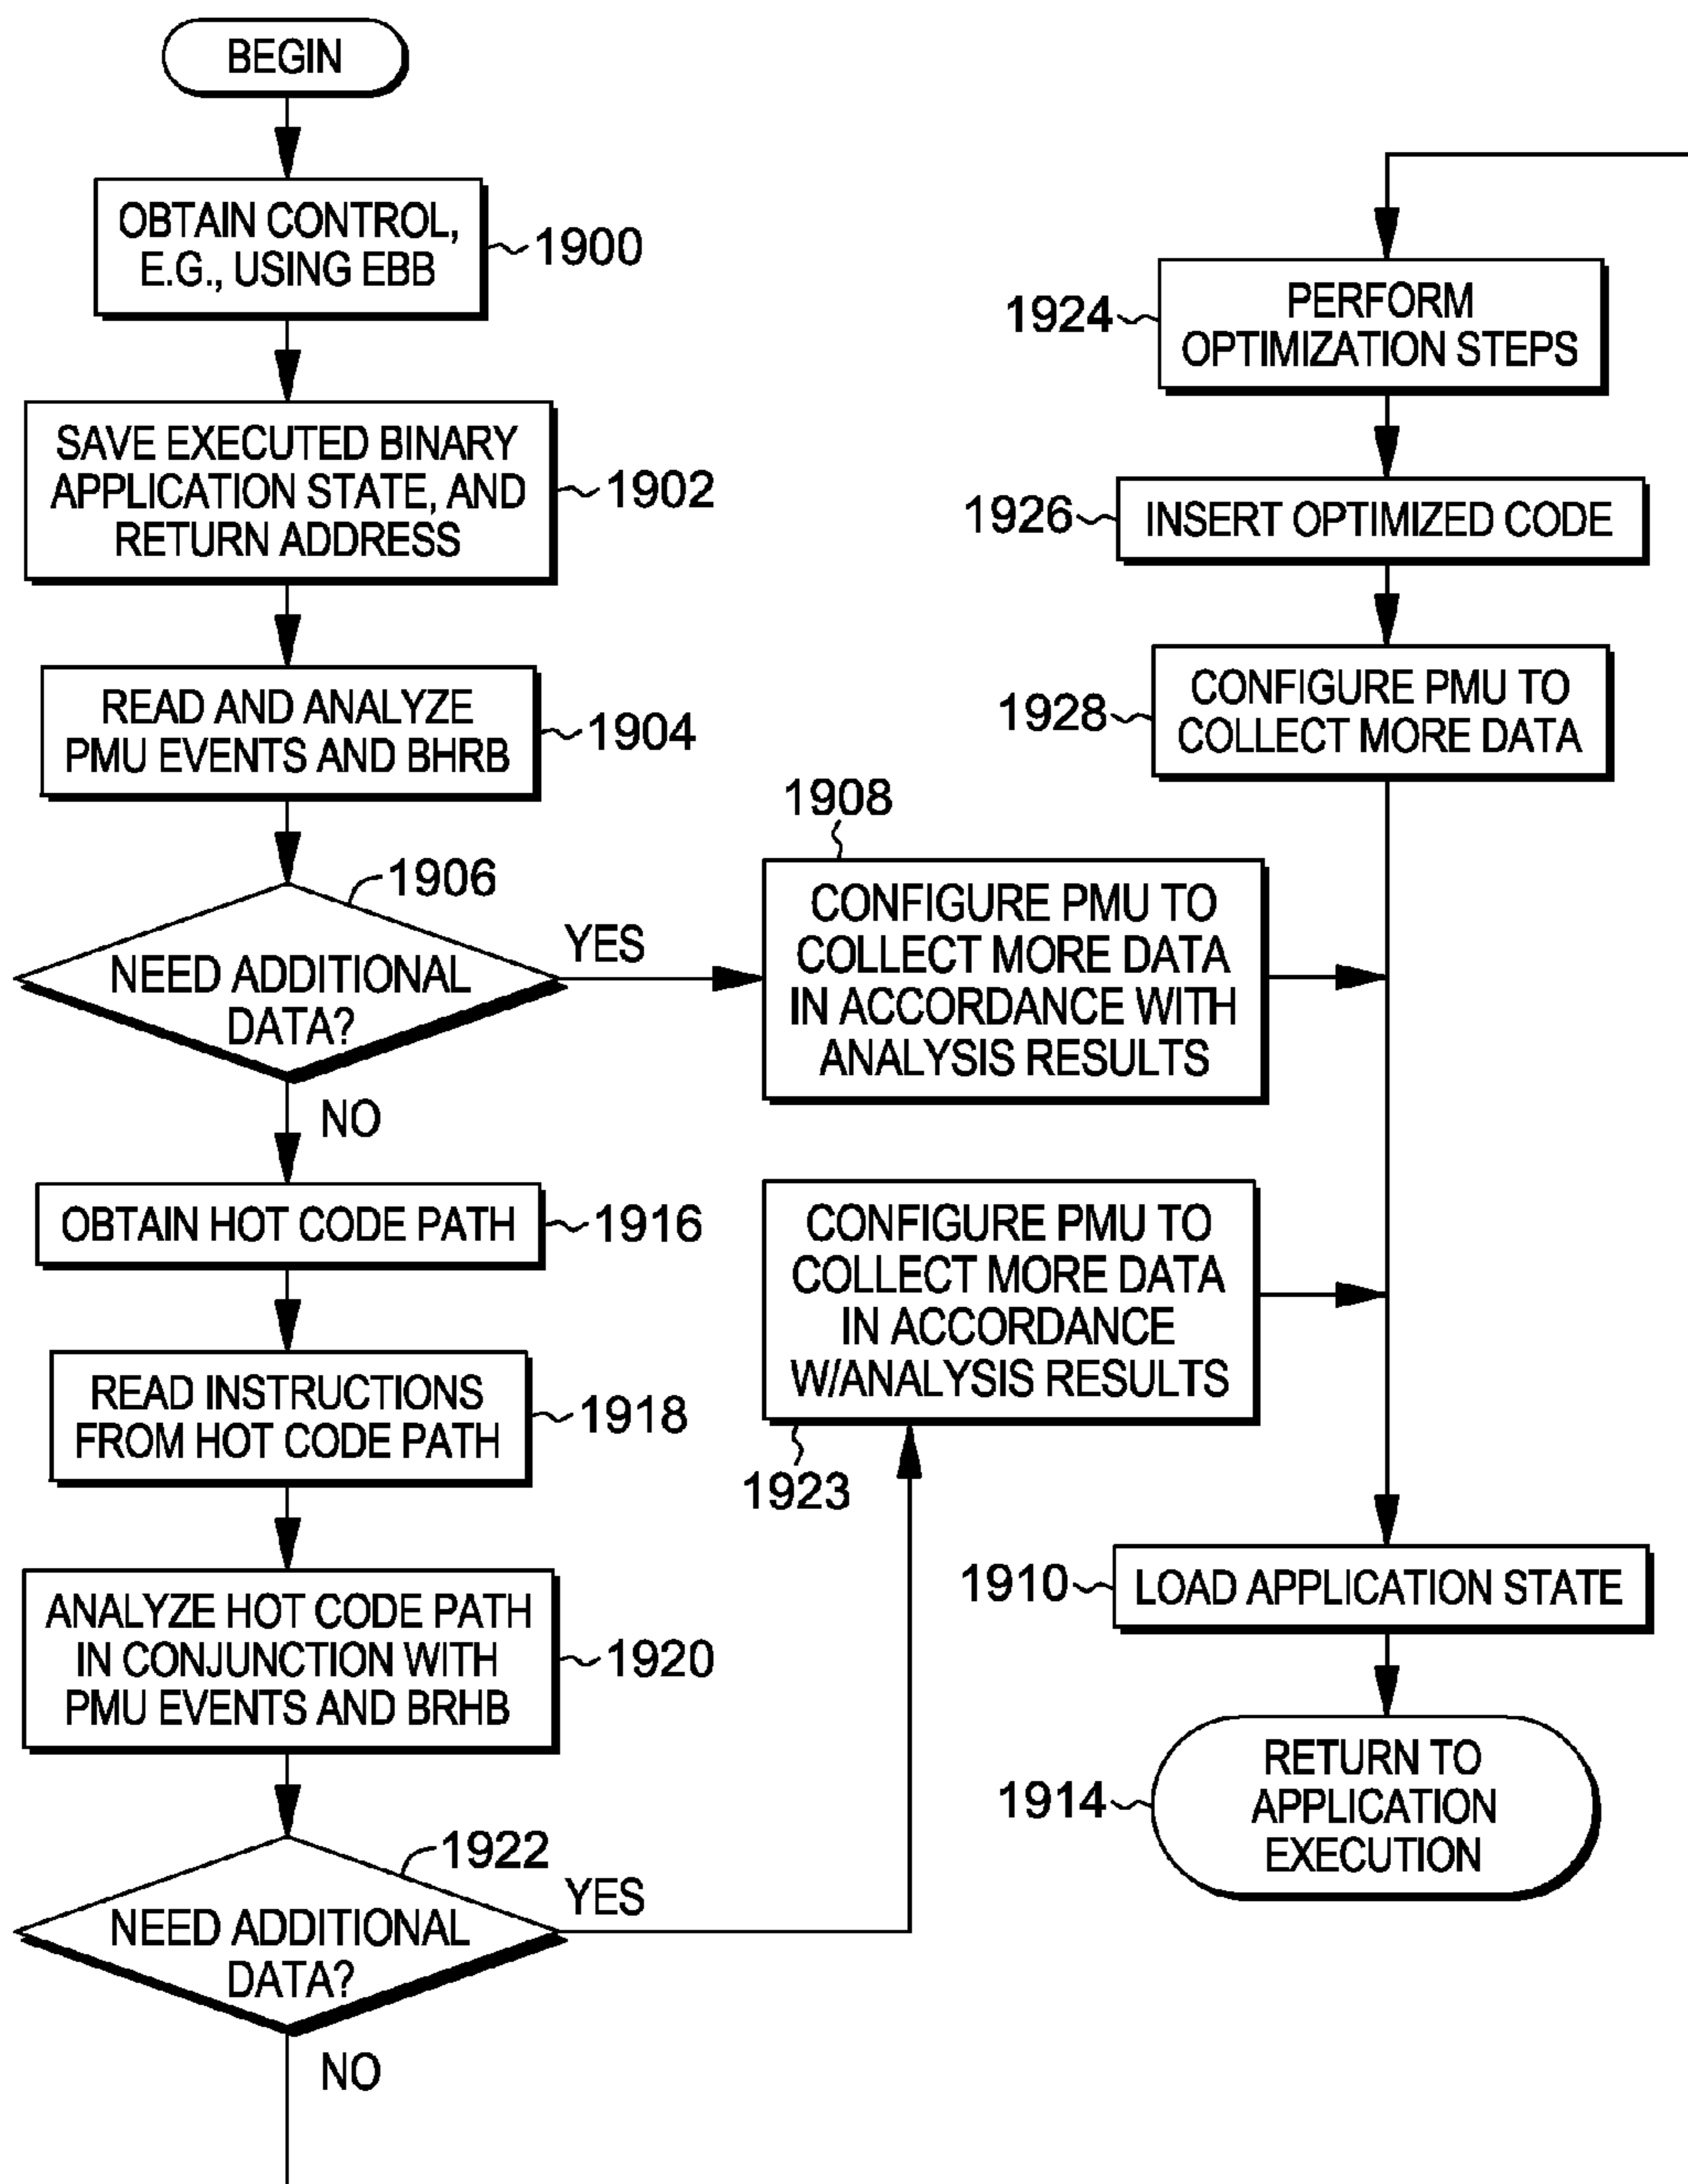 BEGIN
OBTAIN CONTROL,
E.G., USING EBB
1900
SAVE EXECUTED BINARY
APPLICATION STATE, AND
RETURN ADDRESS
1902
READ AND ANALYZE
PMU EVENTS AND BHRB
1904
1906
NEED ADDITIONAL
DATA?
YES
NO
1908
CONFIGURE PMU TO
COLLECT MORE DATA
IN ACCORDANCE WITH
ANALYSIS RESULTS
OBTAIN HOT CODE PATH
1916
READ INSTRUCTIONS
FROM HOT CODE PATH
1918
ANALYZE HOT CODE PATH
IN CONJUNCTION WITH
PMU EVENTS AND BRHB
1920
1922
NEED ADDITIONAL
DATA?
YES
NO
CONFIGURE PMU TO
COLLECT MORE DATA
IN ACCORDANCE
W/ANALYSIS RESULTS
1923
1924
PERFORM
OPTIMIZATION STEPS
1926
INSERT OPTIMIZED CODE
1928
CONFIGURE PMU TO
COLLECT MORE DATA
1910
LOAD APPLICATION STATE
1914
RETURN TO
APPLICATION
EXECUTION